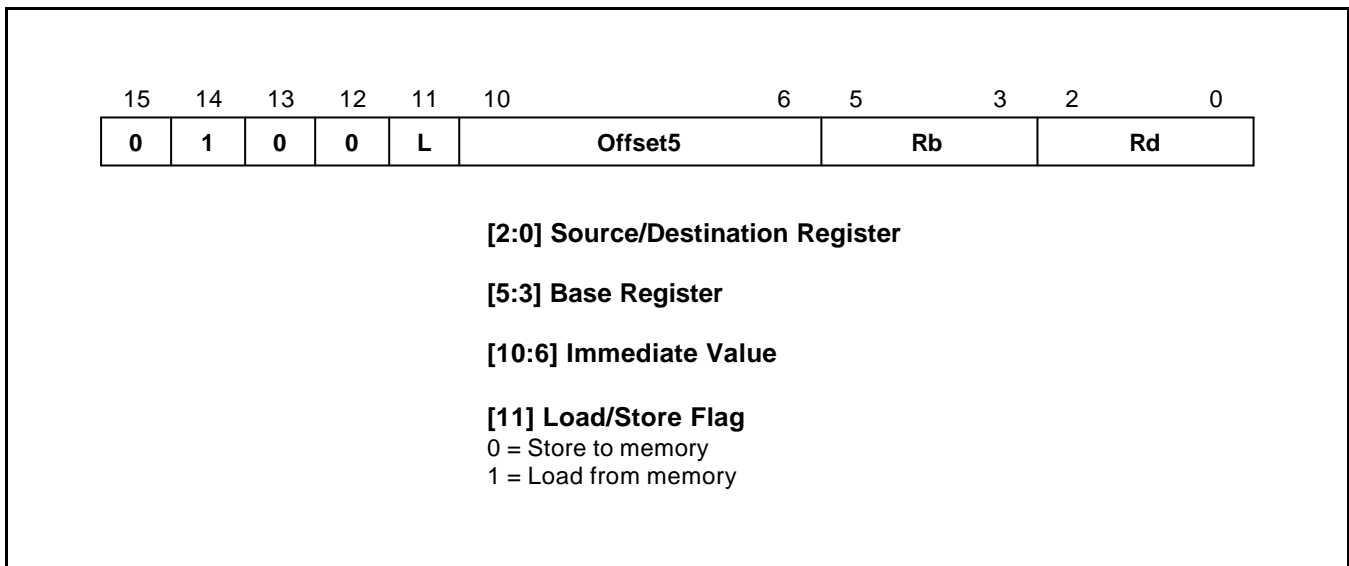 15 14 13 12 11 10 6 5 3 2 0
0 1 0 0 L Offset5 Rb Rd
[2:0] Source/Destination Register
[5:3] Base Register
[10:6] Immediate Value
[11] Load/Store Flag
0 = Store to memory
1 = Load from memory